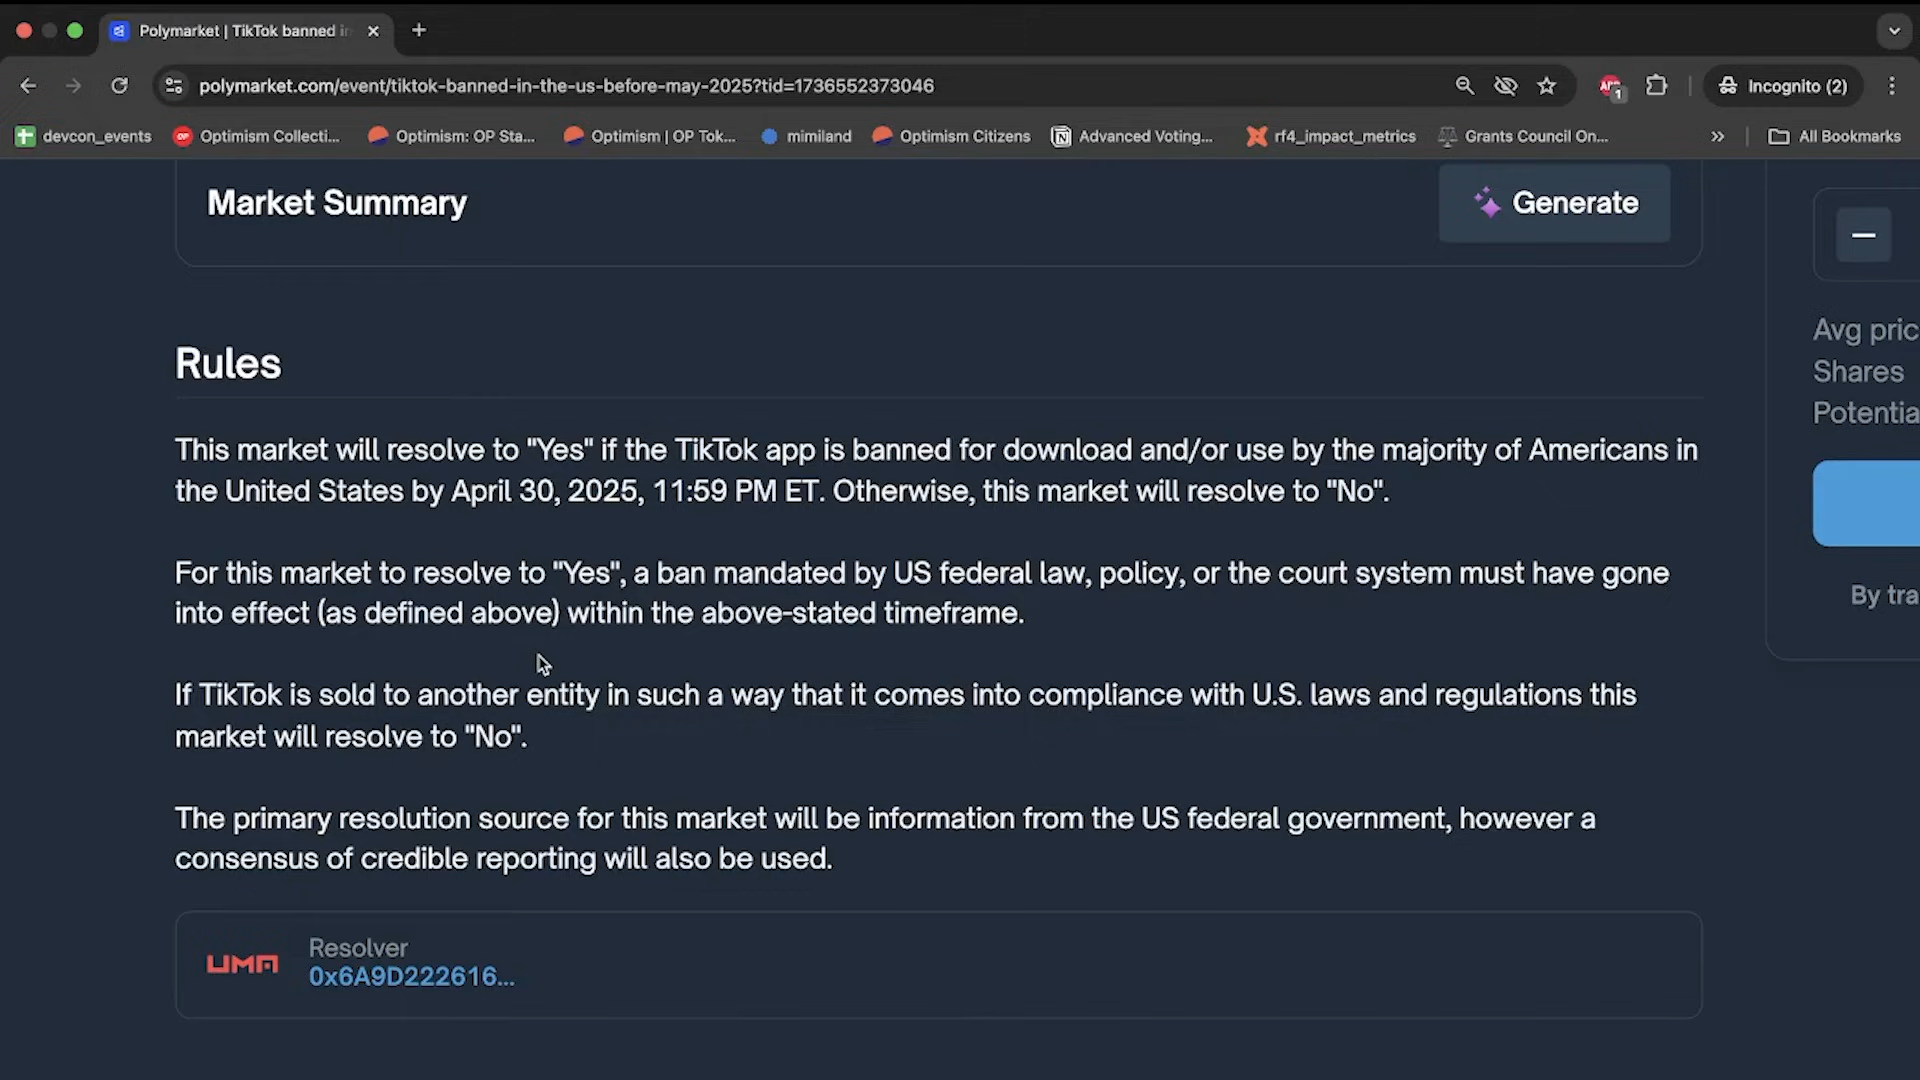 Polymarket | TikTok banned in
polymarket.com/event/tiktok-banned-in-the-us-before-may-2025?tid=1736552373046
ABP
1
Incognito (2)
devcon_events
OP
Optimism Collecti...
Optimism: OP Sta...
Optimism | OP Tok...
mimiland
Optimism Citizens
Advanced Voting...
rf4_impact_metrics
Grants Council On...
All Bookmarks
Market Summary
Generate
Rules
This market will resolve to "Yes" if the TikTok app is banned for download and/or use by the majority of Americans in
the United States by April 30, 2025, 11:59 PM ET. Otherwise, this market will resolve to "No".
For this market to resolve to "Yes", a ban mandated by US federal law, policy, or the court system must have gone
into effect (as defined above) within the above-stated timeframe.
If TikTok is sold to another entity in such a way that it comes into compliance with U.S. laws and regulations this
market will resolve to "No".
The primary resolution source for this market will be information from the US federal government, however a
consensus of credible reporting will also be used.
UMA
Resolver
0x6A9D222616...
Avg pric
Shares
Potentia
By tra